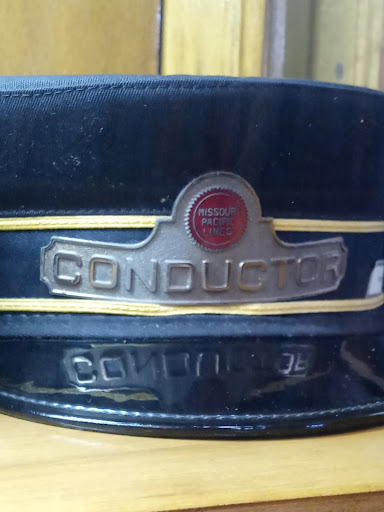 MISSOURI
PACIFIC
LINES
CONDUCTOR